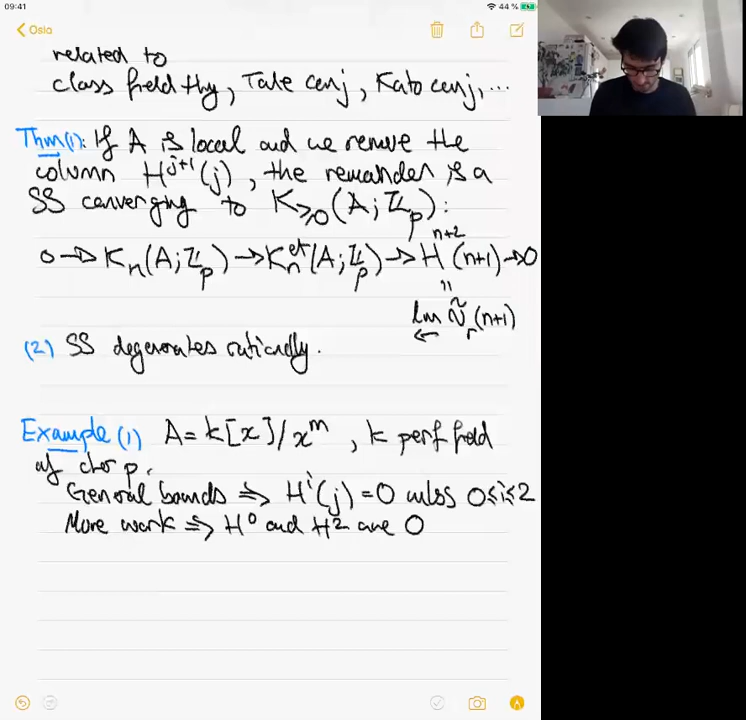 09:41
44 %
Oslo
related to
class field thy, Tate conj, Kato conj, ...
Thm(1): If A is local and we remove the
column H^{j+1}(j), the remainder is a
SS converging to K_{≥0}(A; ℤ_p):
0 → K_n(A; ℤ_p) → K_n^{et}(A; ℤ_p) → H^{n+2}(n+1) → 0
"
lim ṽ_r(n+1)
←
(2) SS degenerates rationally.
Example (1) A = k[x]/x^m, k perf field
of char p.
General bounds ⇒ H^i(j) = 0 unless 0≤i≤2
More work ⇒ H^0 and H^2 are 0